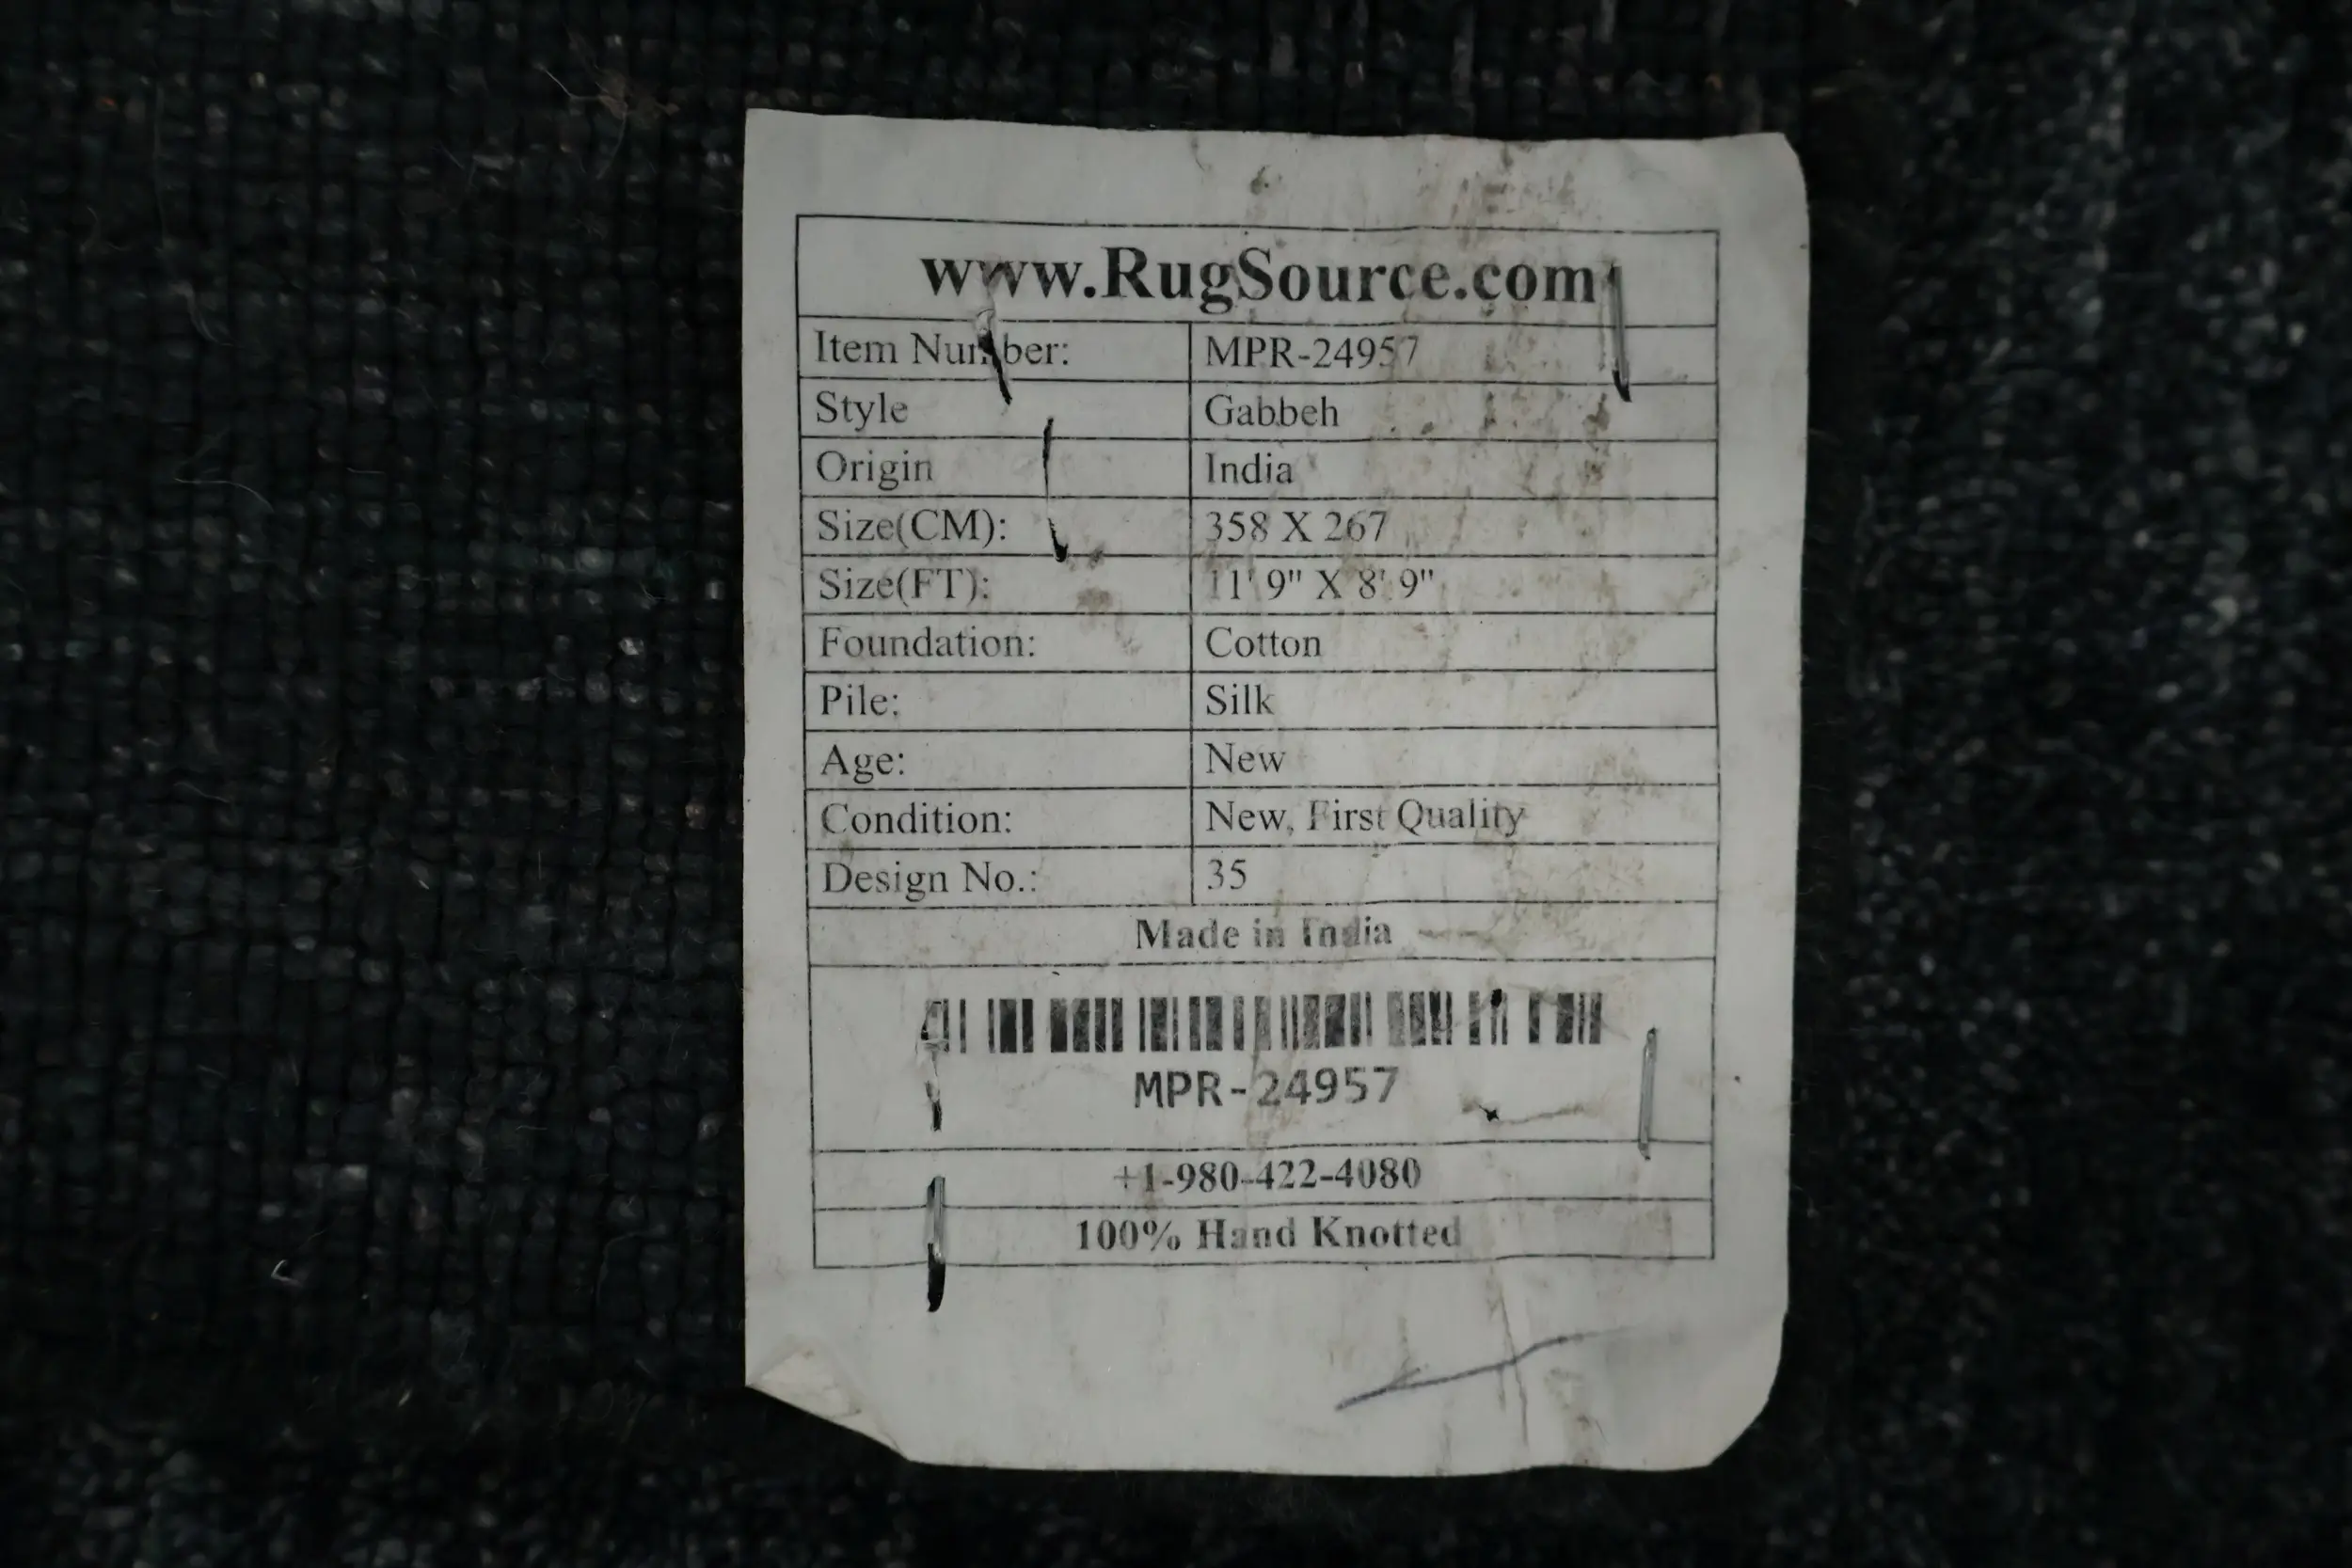 www.RugSource.com
Item Number: MPR-24957
Style Gabbeh
Origin India
Size(CM): 358 X 267
Size(FT): 11' 9" X 8' 9"
Foundation: Cotton
Pile: Silk
Age: New
Condition: New, First Quality
Design No.: 35
Made in India
MPR-24957
+1-980-422-4080
100% Hand Knotted